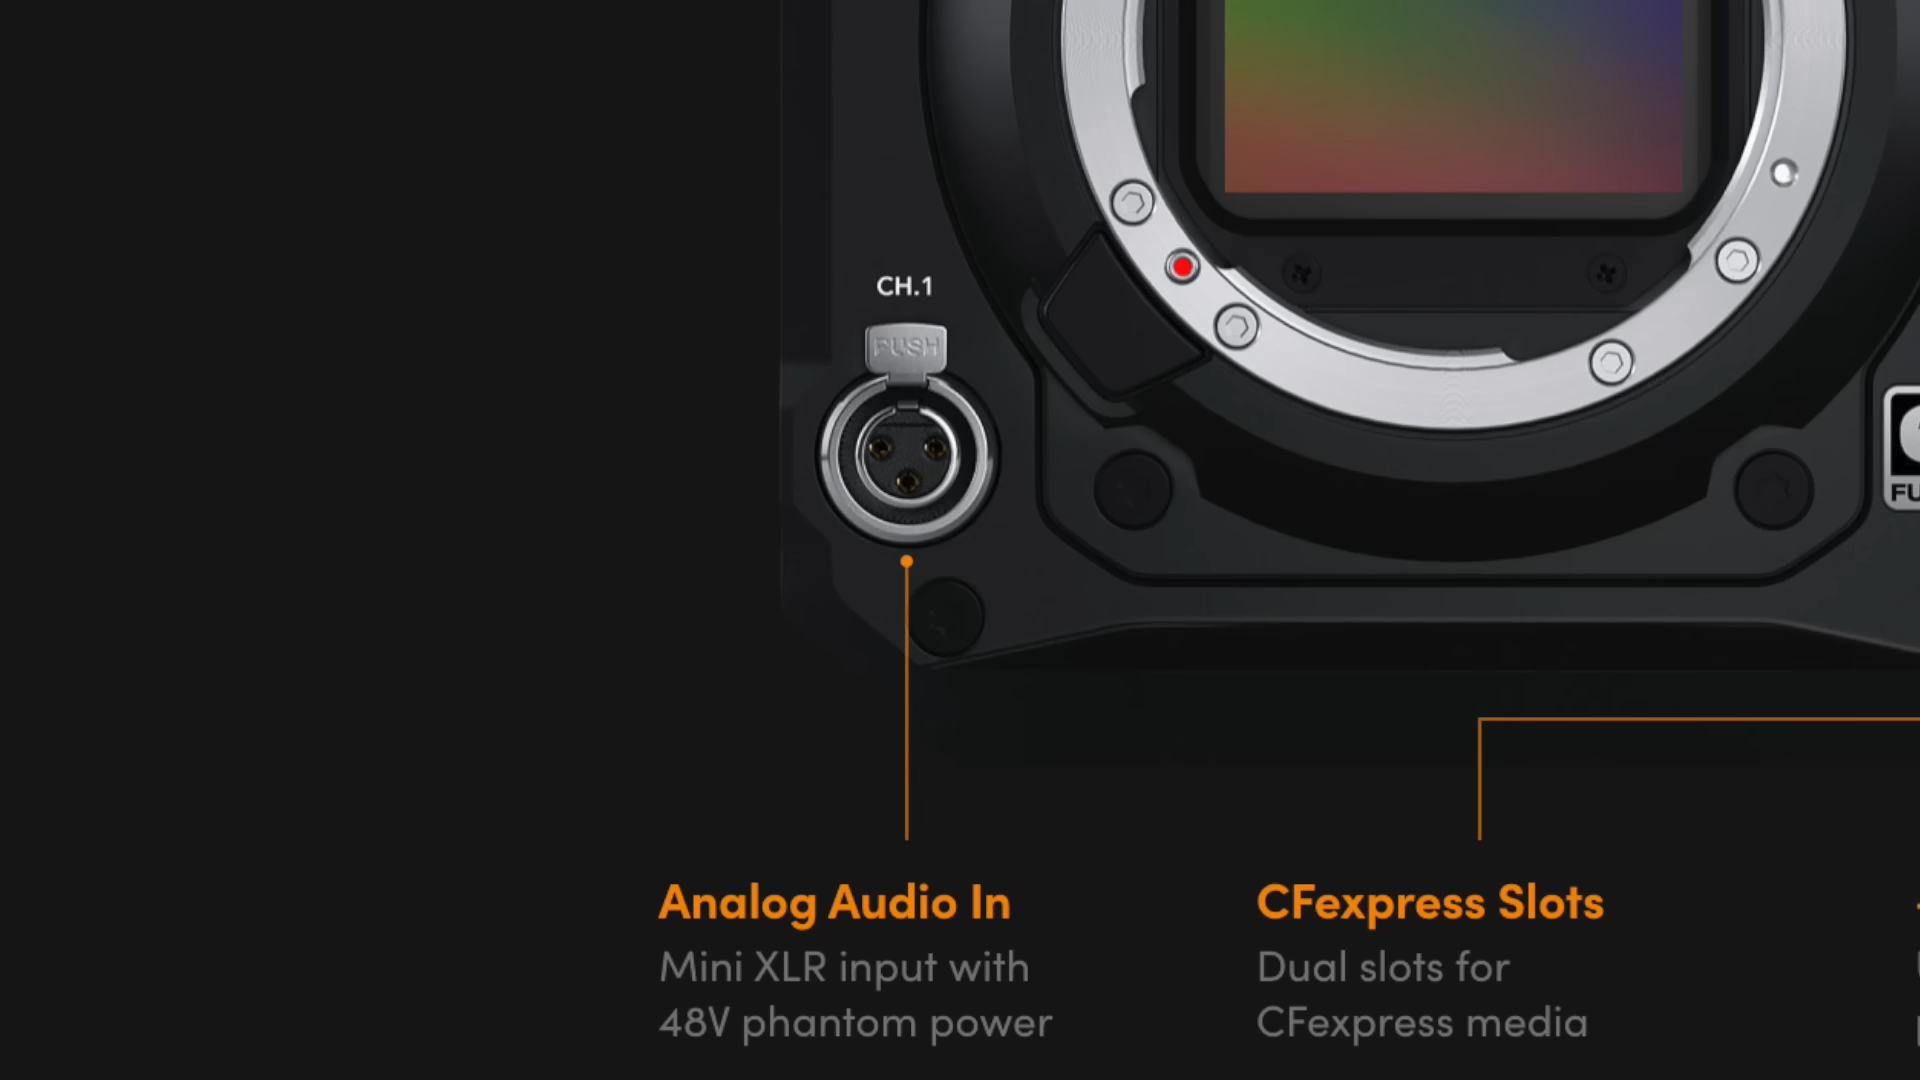 CH.1
PUSH
FU
Analog Audio In
Mini XLR input with
48V phantom power
CFexpress Slots
Dual slots for
CFexpress media